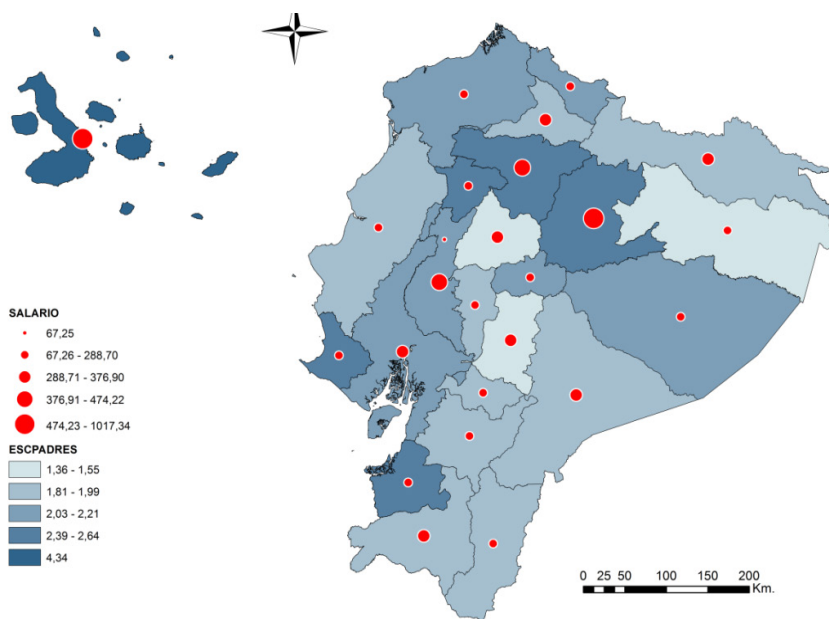 SALARIO
67,25
67,26 - 288,70
288,71 - 376,90
376,91 - 474,22
474,23 - 1017,34
ESCPADRES
1,36 - 1,55
1,81 - 1,99
2,03 - 2,21
2,39 - 2,64
4,34
0 25 50 100 150 200
Km.